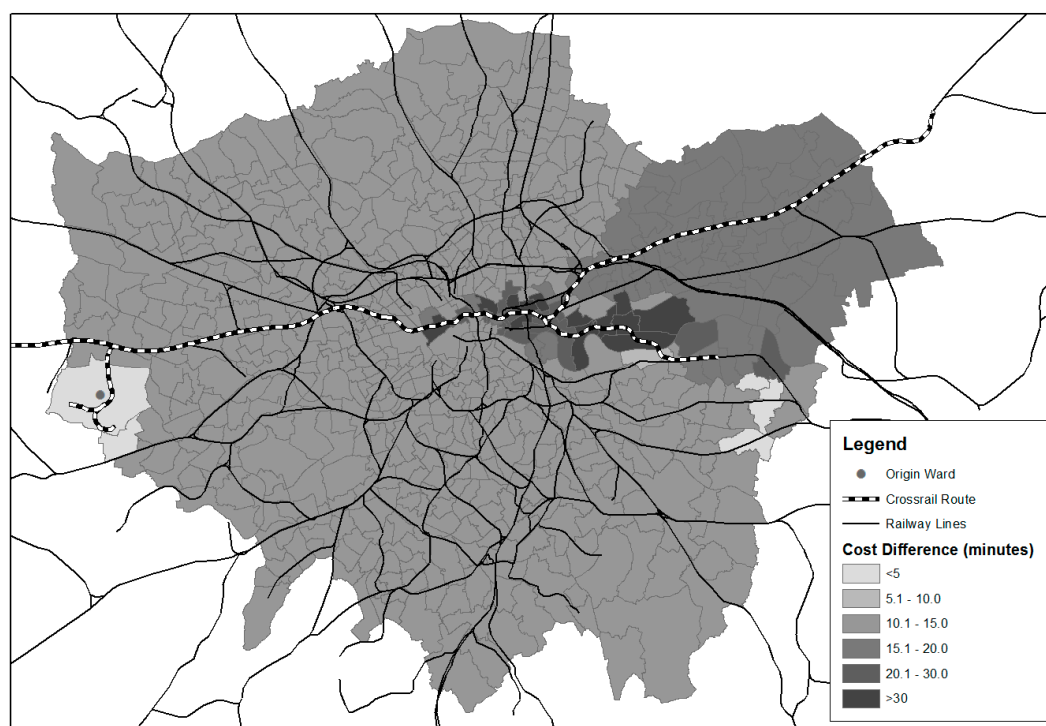 Legend
Origin Ward
Crossrail Route
Railway Lines
Cost Difference (minutes)
<5
5.1 - 10.0
10.1 - 15.0
15.1 - 20.0
20.1 - 30.0
>30